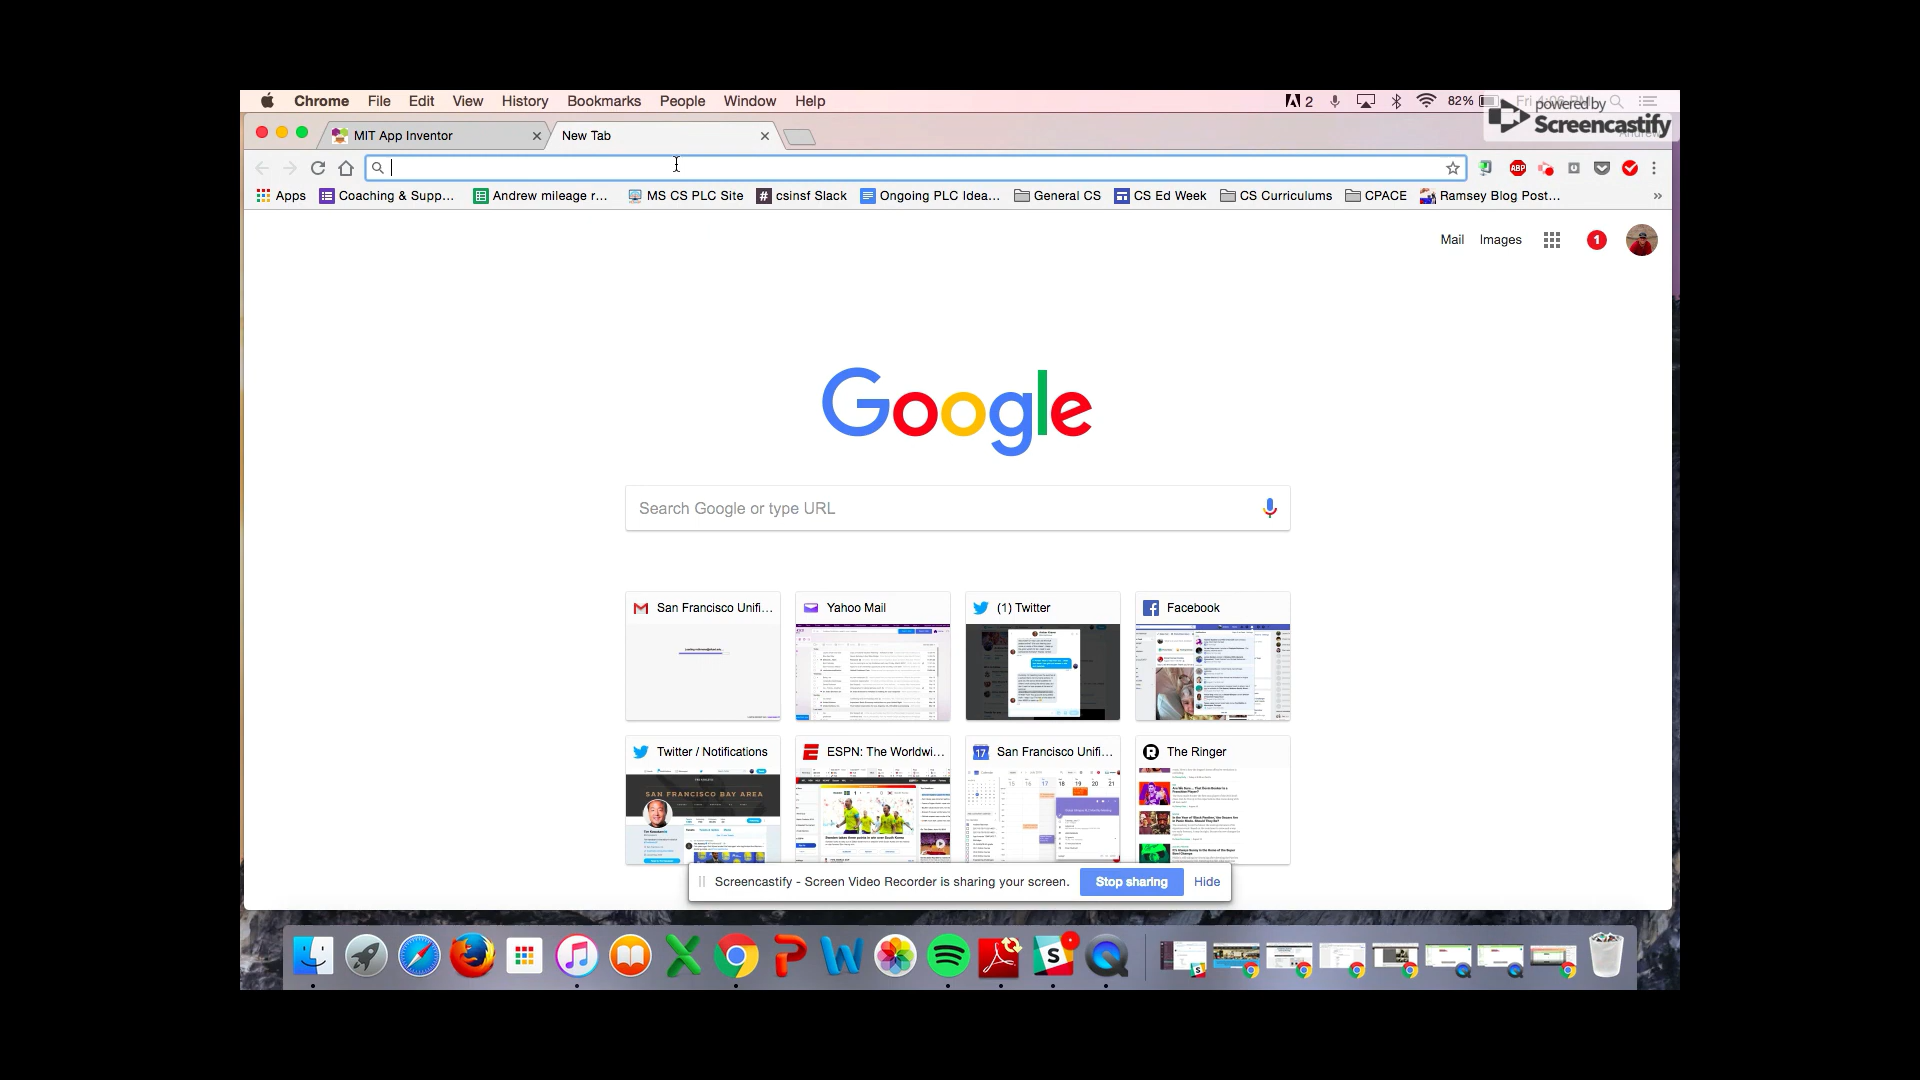 Chrome File Edit View History Bookmarks People Window Help 2 82%
powered by
Screencastify
MIT App Inventor New Tab
Apps Coaching & Supp... Andrew mileage r... MS CS PLC Site csinsf Slack Ongoing PLC Idea... General CS CS Ed Week CS Curriculums CPACE Ramsey Blog Post... »
Mail Images 1
Google
Search Google or type URL
San Francisco Unifi... Yahoo Mail (1) Twitter Facebook
Twitter / Notifications ESPN: The Worldwi... 17 San Francisco Unifi... The Ringer
SAN FRANCISCO BAY AREA
Screencastify - Screen Video Recorder is sharing your screen. Stop sharing Hide